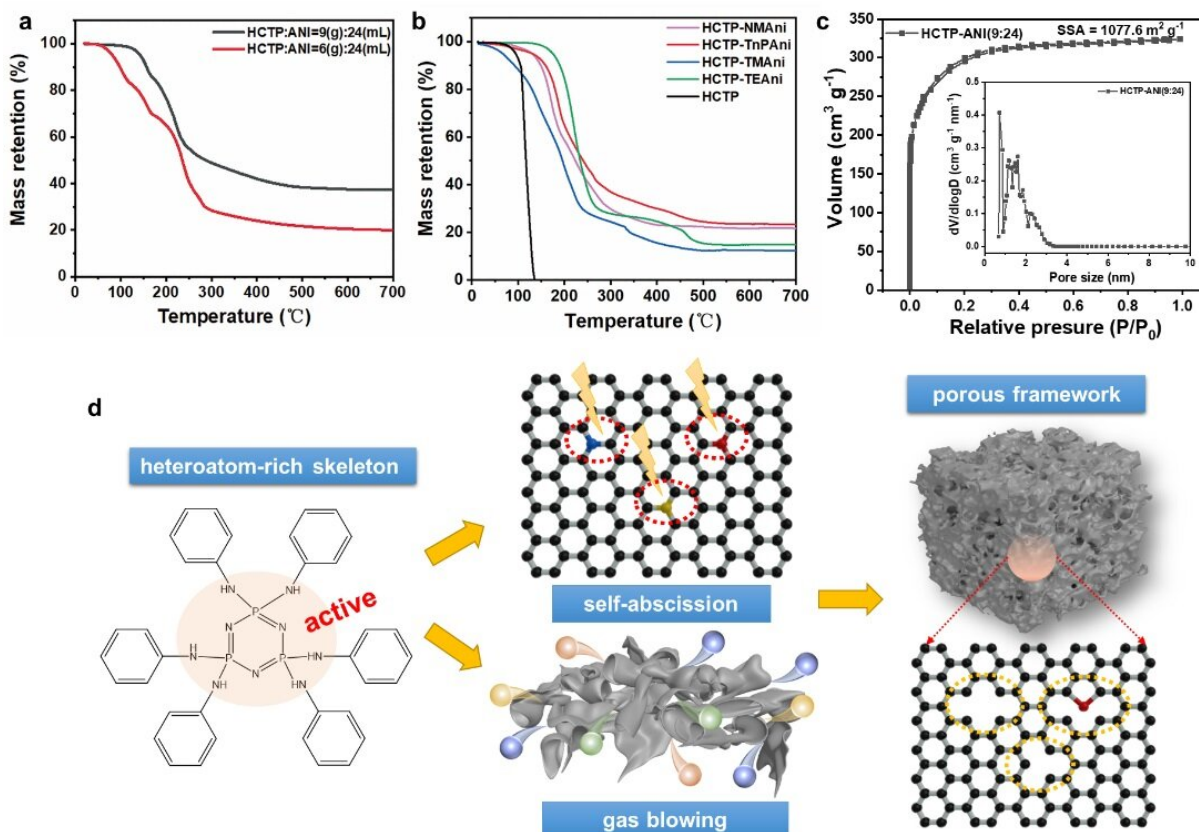 a
HCTP:ANI=9(g):24(mL)
HCTP:ANI=6(g):24(mL)
Mass retention (%)
100
80
60
40
20
0 100 200 300 400 500 600 700
Temperature (℃)
b
HCTP-NMAni
HCTP-TnPAni
HCTP-TMAni
HCTP-TEAni
HCTP
Mass retention (%)
100
80
60
40
20
0
0 100 200 300 400 500 600 700
Temperature (℃)
c
HCTP-ANI(9:24)
SSA = 1077.6 m² g⁻¹
Volume (cm³ g⁻¹)
350
300
250
200
150
100
50
0
0.0 0.2 0.4 0.6 0.8 1.0
Relative presure (P/P₀)
HCTP-ANI(9:24)
dV/dlogD (cm³ g⁻¹ nm⁻¹)
0.5
0.4
0.3
0.2
0.1
0.0
0 2 4 6 8 10
Pore size (nm)
d
heteroatom-rich skeleton
HN
NH
P
N
N
active
H
N
P
P
HN
N
NH
HN
self-abscission
gas blowing
porous framework